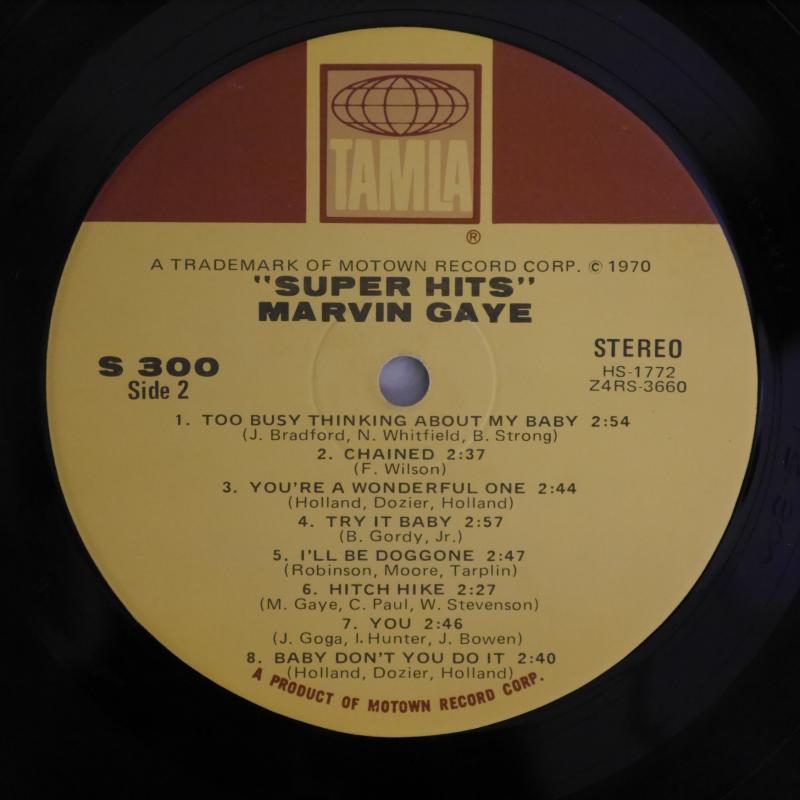 TAMLA
®
A TRADEMARK OF MOTOWN RECORD CORP. © 1970
"SUPER HITS"
MARVIN GAYE
S 300
Side 2
STEREO
HS-1772
Z4RS-3660
1. TOO BUSY THINKING ABOUT MY BABY 2:54
(J. Bradford, N. Whitfield, B. Strong)
2. CHAINED 2:37
(F. Wilson)
3. YOU'RE A WONDERFUL ONE 2:44
(Holland, Dozier, Holland)
4. TRY IT BABY 2:57
(B. Gordy, Jr.)
5. I'LL BE DOGGONE 2:47
(Robinson, Moore, Tarplin)
6. HITCH HIKE 2:27
(M. Gaye, C. Paul, W. Stevenson)
7. YOU 2:46
(J. Goga, I. Hunter, J. Bowen)
8. BABY DON'T YOU DO IT 2:40
(Holland, Dozier, Holland)
A PRODUCT OF MOTOWN RECORD CORP.